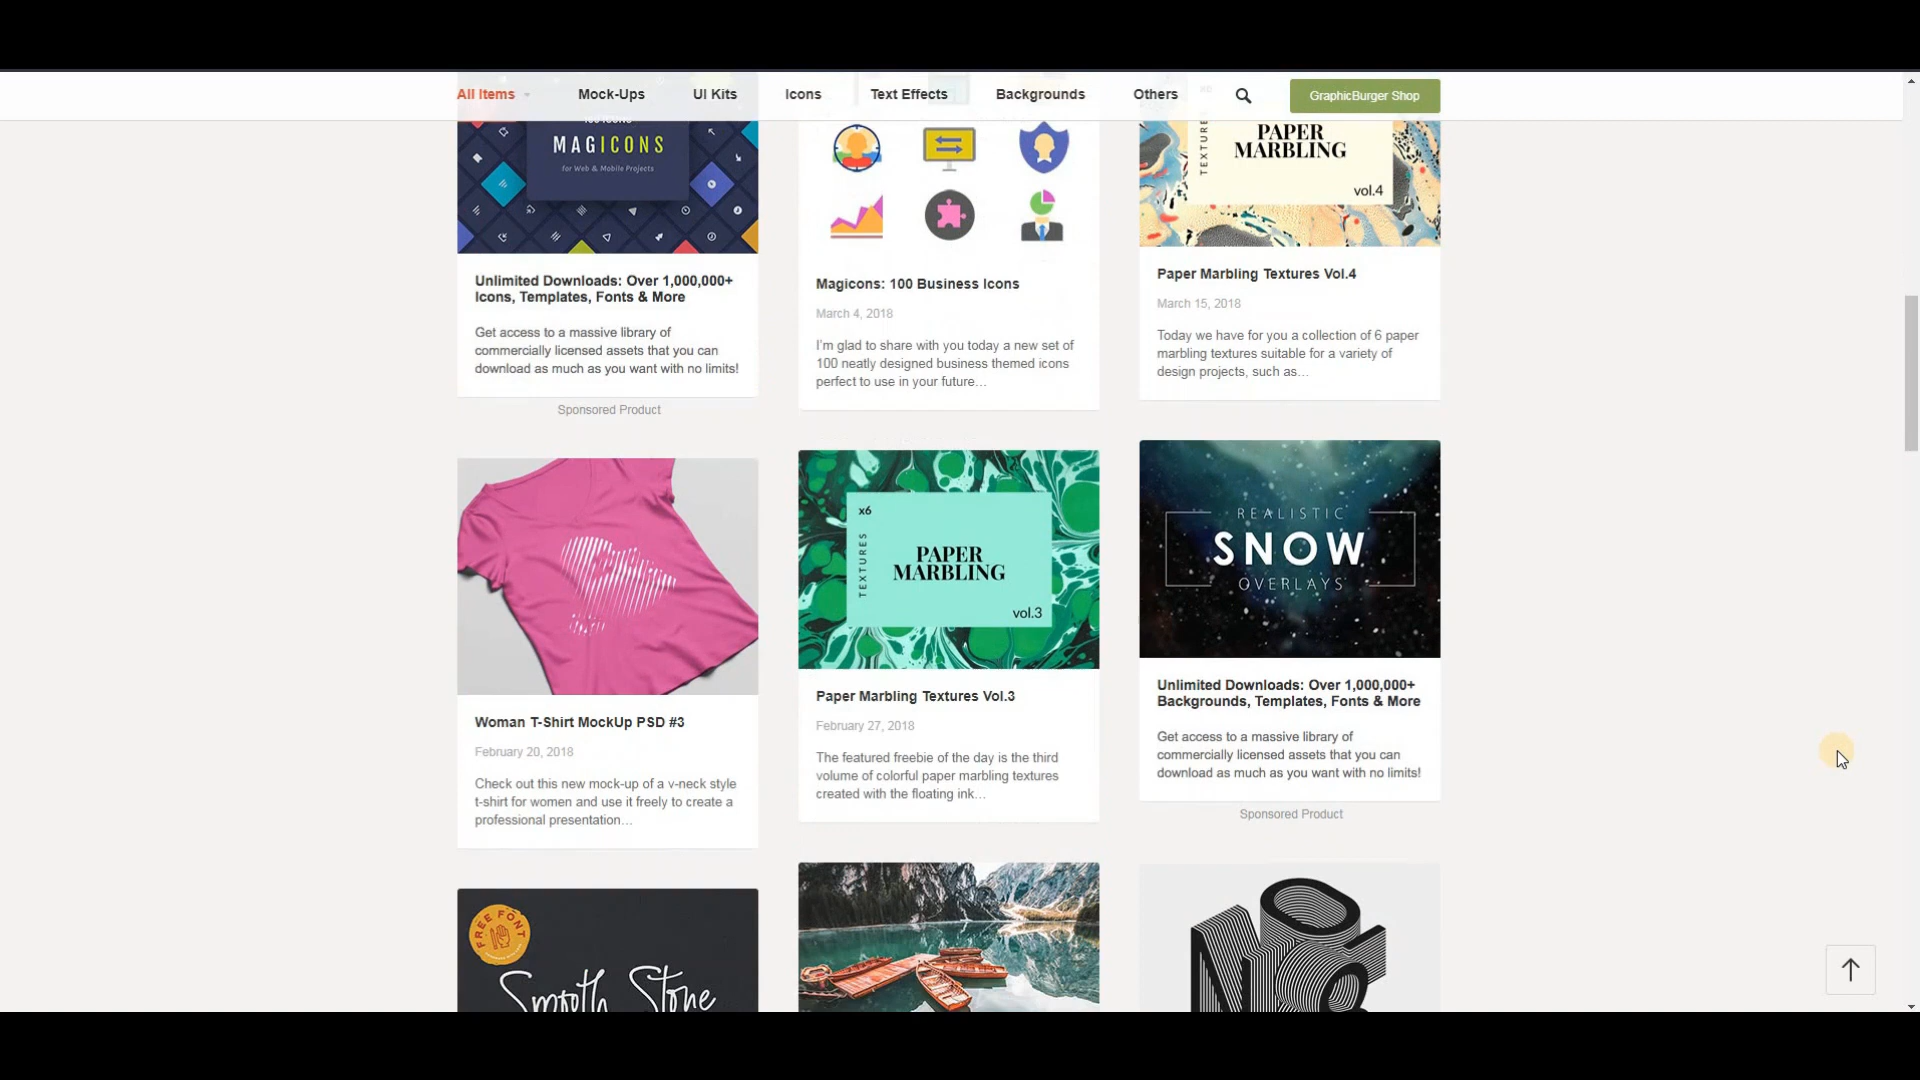 All Items
Mock-Ups
UI Kits
Icons
Text Effects
Backgrounds
Others
GraphicBurger Shop
MAGICONS
for Web & Mobile Projects
Unlimited Downloads: Over 1,000,000+
Icons, Templates, Fonts & More
Get access to a massive library of
commercially licensed assets that you can
download as much as you want with no limits!
Sponsored Product
Magicons: 100 Business Icons
March 4, 2018
I'm glad to share with you today a new set of
100 neatly designed business themed icons
perfect to use in your future…
TEXTURES
PAPER
MARBLING
vol.4
Paper Marbling Textures Vol.4
March 15, 2018
Today we have for you a collection of 6 paper
marbling textures suitable for a variety of
design projects, such as…
Woman T-Shirt MockUp PSD #3
February 20, 2018
Check out this new mock-up of a v-neck style
t-shirt for women and use it freely to create a
professional presentation…
x6
TEXTURES
PAPER
MARBLING
vol.3
Paper Marbling Textures Vol.3
February 27, 2018
The featured freebie of the day is the third
volume of colorful paper marbling textures
created with the floating ink…
REALISTIC
SNOW
OVERLAYS
Unlimited Downloads: Over 1,000,000+
Backgrounds, Templates, Fonts & More
Get access to a massive library of
commercially licensed assets that you can
download as much as you want with no limits!
Sponsored Product
FREE FONT
Smooth Stone